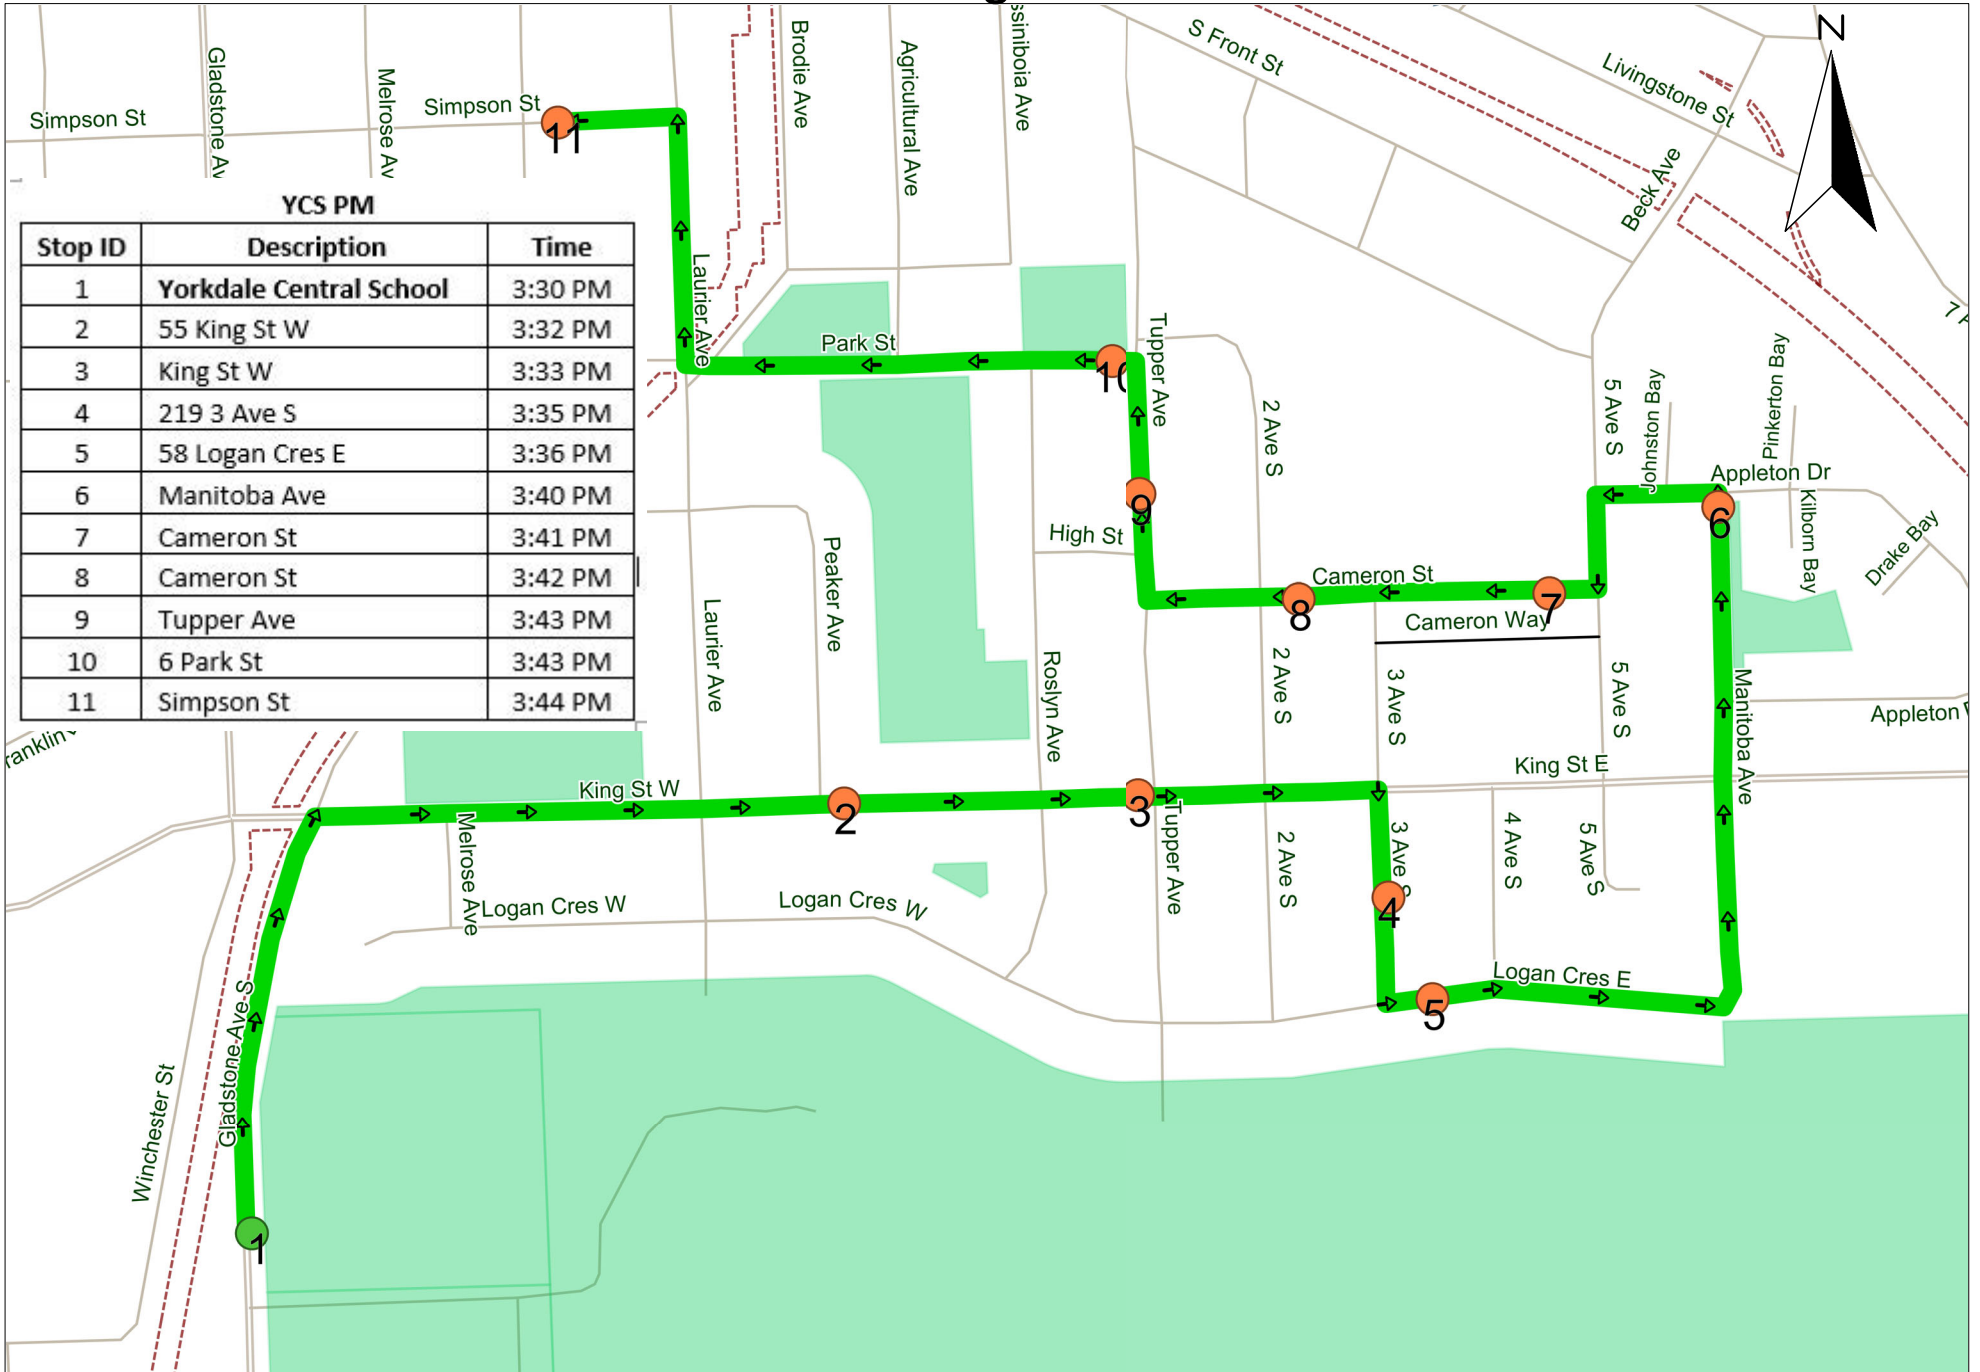 Simpson St
Gladstone Av
Melrose Av
Simpson St
Brodie Ave
Agricultural Ave
ssiniboia Ave
S Front St
Livingstone St
Beck Ave
N
11
YCS PM
Stop ID Description Time
1 Yorkdale Central School 3:30 PM
2 55 King St W 3:32 PM
3 King St W 3:33 PM
4 219 3 Ave S 3:35 PM
5 58 Logan Cres E 3:36 PM
6 Manitoba Ave 3:40 PM
7 Cameron St 3:41 PM
8 Cameron St 3:42 PM
9 Tupper Ave 3:43 PM
10 6 Park St 3:43 PM
11 Simpson St 3:44 PM
Laurier Ave
Park St
10
Tupper Ave
2 Ave S
5 Ave S
Johnston Bay
Pinkerton Bay
Appleton Dr
Kilborn Bay
Drake Bay
6
9
High St
Peaker Ave
Laurier Ave
Roslyn Ave
Cameron St
8
7
Cameron Way
2 Ave S
3 Ave S
5 Ave S
Manitoba Ave
Appleton
King St E
ranklin
King St W
2
3
Melrose Ave
Tupper Ave
2 Ave S
3 Ave S
4 Ave S
5 Ave S
4
Logan Cres W
Logan Cres W
Logan Cres E
5
Gladstone Ave S
Winchester St
1